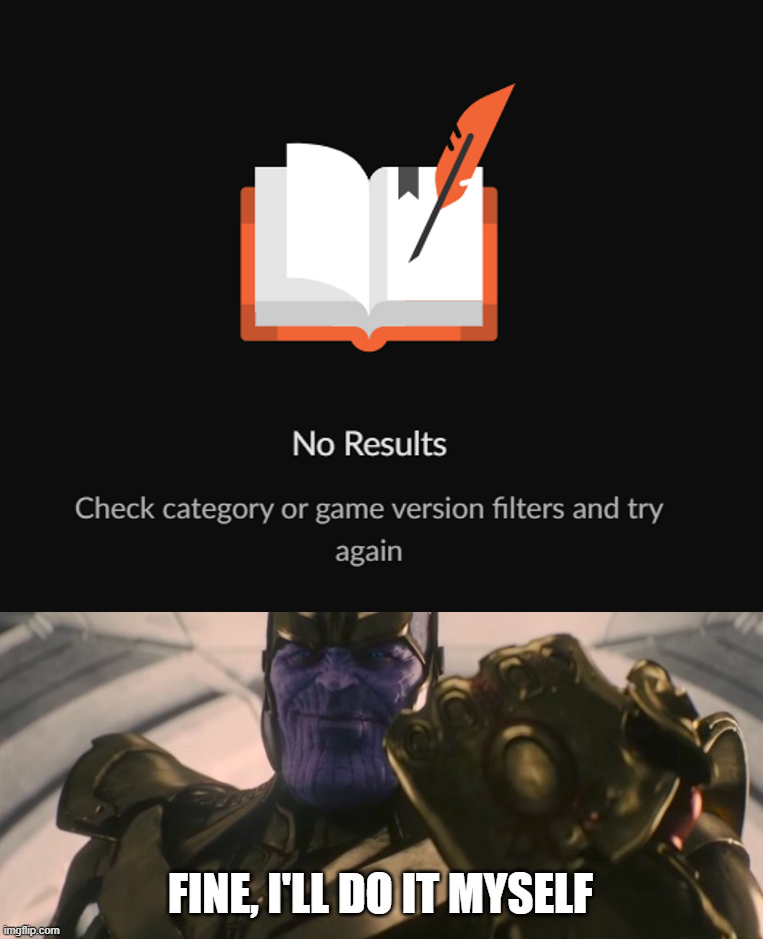 No Results
Check category or game version filters and try
again
FINE, I'LL DO IT MYSELF
imgflip.com